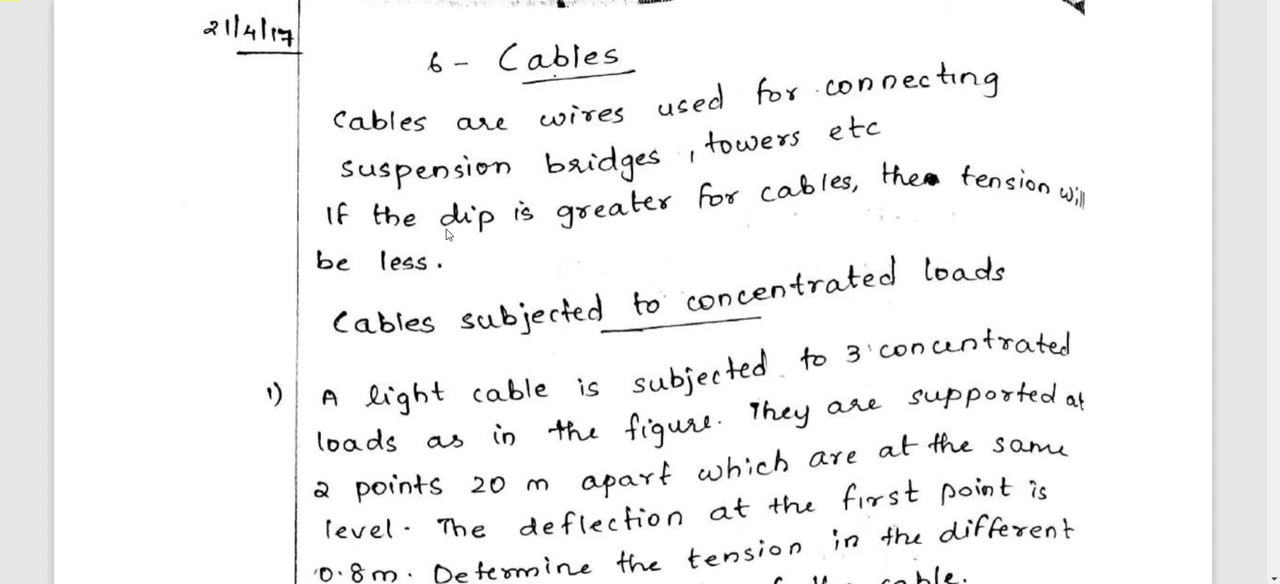 21/4/17
6 - Cables
Cables are wires used for connecting
suspension bridges, towers etc
If the dip is greater for cables, the tension will
be less.
Cables subjected to concentrated loads
1) A light cable is subjected to 3 concentrated
loads as in the figure. They are supported at
2 points 20 m apart which are at the same
level. The deflection at the first point is
0.8m. Determine the tension in the different
cable.